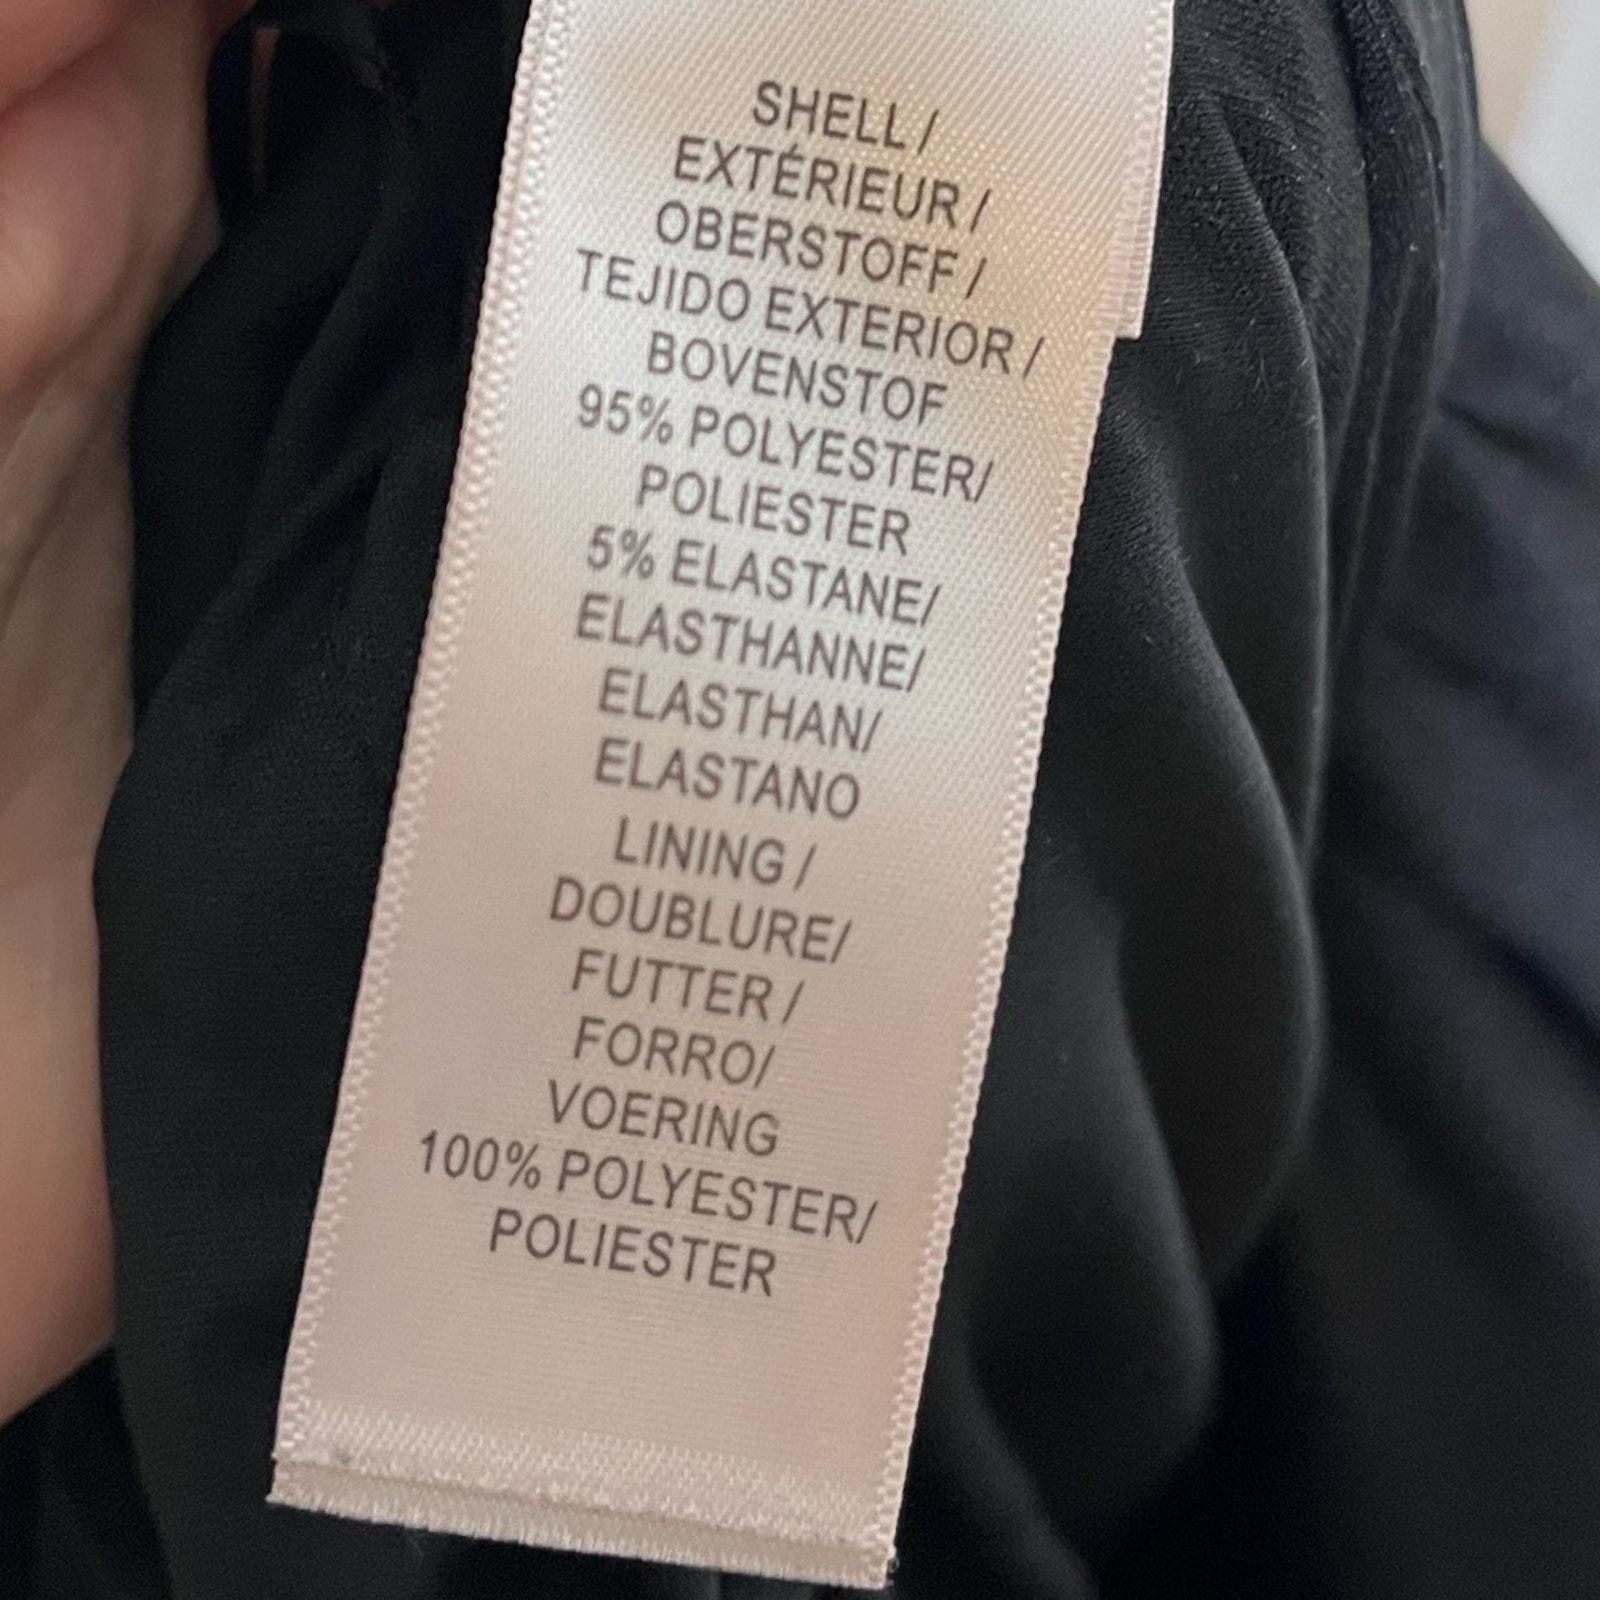 SHELL /
EXTÉRIEUR /
OBERSTOFF /
TEJIDO EXTERIOR /
BOVENSTOF
95% POLYESTER/
POLIESTER
5% ELASTANE/
ELASTHANNE/
ELASTHAN/
ELASTANO
LINING /
DOUBLURE/
FUTTER /
FORRO/
VOERING
100% POLYESTER/
POLIESTER